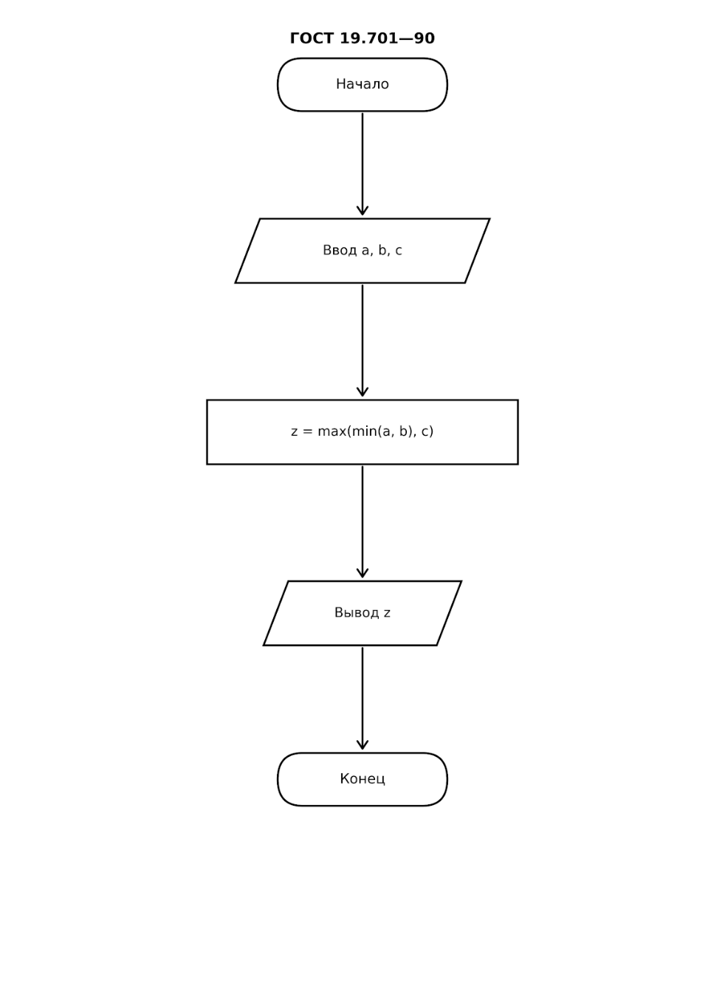 ГОСТ 19.701—90
Начало
Ввод a, b, c
z = max(min(a, b), c)
Вывод z
Конец